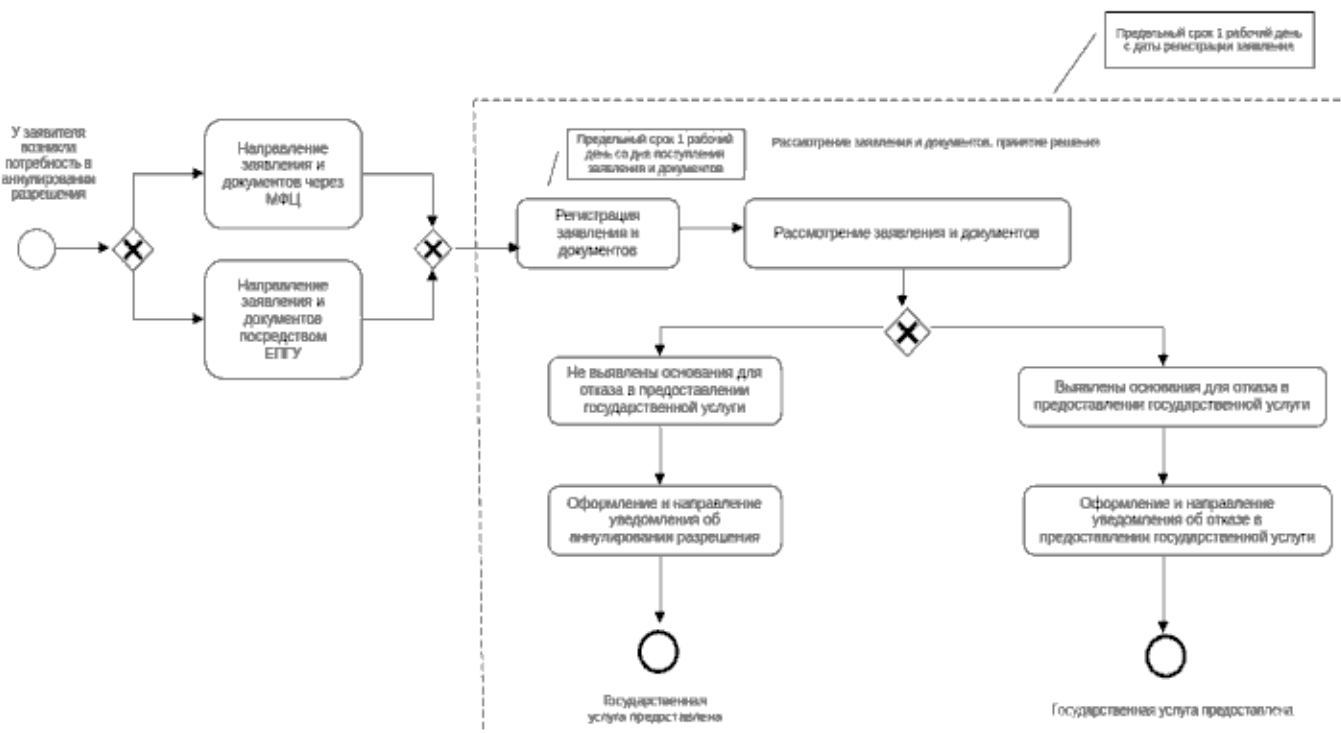 Предельный срок 1 рабочий день
с даты регистрации заявления
У заявителя
возникла
потребность в
аннулировании
разрешения
Направление
заявления и
документов через
МФЦ
Направление
заявления и
документов
посредством
ЕПГУ
Предельный срок 1 рабочий
день со дня поступления
заявления и документов
Рассмотрение заявления и документов, принятие решения
Регистрация
заявления и
документов
Рассмотрение заявления и документов
Не выявлены основания для
отказа в предоставлении
государственной услуги
Выявлены основания для отказа в
предоставлении государственной услуги
Оформление и направление
уведомления об
аннулировании разрешения
Оформление и направление
уведомления об отказе в
предоставлении государственной услуги
Государственная
услуга предоставлена
Государственная услуга предоставлена